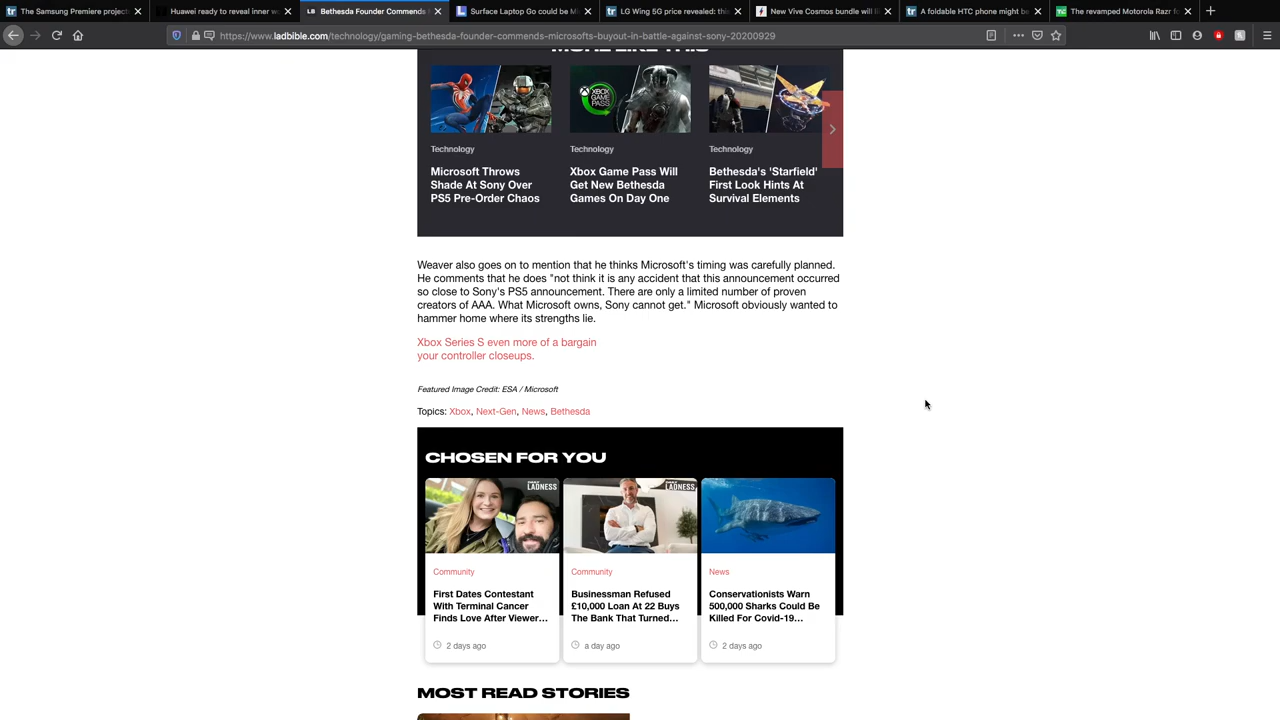 The Samsung Premiere project
Huawei ready to reveal inner w
Bethesda Founder Commends
Surface Laptop Go could be Mi
LG Wing 5G price revealed: this
New Vive Cosmos bundle will li
A foldable HTC phone might be
The revamped Motorola Razr fo
https://www.ladbible.com/technology/gaming-bethesda-founder-commends-microsofts-buyout-in-battle-against-sony-20200929
MORE LIKE THIS
XBOX GAME PASS
Technology
Microsoft Throws
Shade At Sony Over
PS5 Pre-Order Chaos
Technology
Xbox Game Pass Will
Get New Bethesda
Games On Day One
Technology
Bethesda's 'Starfield'
First Look Hints At
Survival Elements
Weaver also goes on to mention that he thinks Microsoft's timing was carefully planned.
He comments that he does "not think it is any accident that this announcement occurred
so close to Sony's PS5 announcement. There are only a limited number of proven
creators of AAA. What Microsoft owns, Sony cannot get." Microsoft obviously wanted to
hammer home where its strengths lie.
Xbox Series S even more of a bargain
your controller closeups.
Featured Image Credit: ESA / Microsoft
Topics: Xbox, Next-Gen, News, Bethesda
CHOSEN FOR YOU
LADNESS
Community
First Dates Contestant
With Terminal Cancer
Finds Love After Viewer...
2 days ago
LADNESS
Community
Businessman Refused
£10,000 Loan At 22 Buys
The Bank That Turned...
a day ago
News
Conservationists Warn
500,000 Sharks Could Be
Killed For Covid-19...
2 days ago
MOST READ STORIES